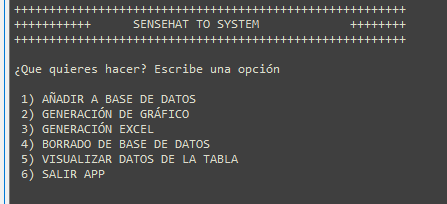 ++++++++++++++++++++++++++++++++++++++++++++++++++++++++
+++++++++++      SENSEHAT TO SYSTEM             ++++++++
++++++++++++++++++++++++++++++++++++++++++++++++++++++++
¿Que quieres hacer? Escribe una opción
1) AÑADIR A BASE DE DATOS
2) GENERACIÓN DE GRÁFICO
3) GENERACIÓN EXCEL
4) BORRADO DE BASE DE DATOS
5) VISUALIZAR DATOS DE LA TABLA
6) SALIR APP